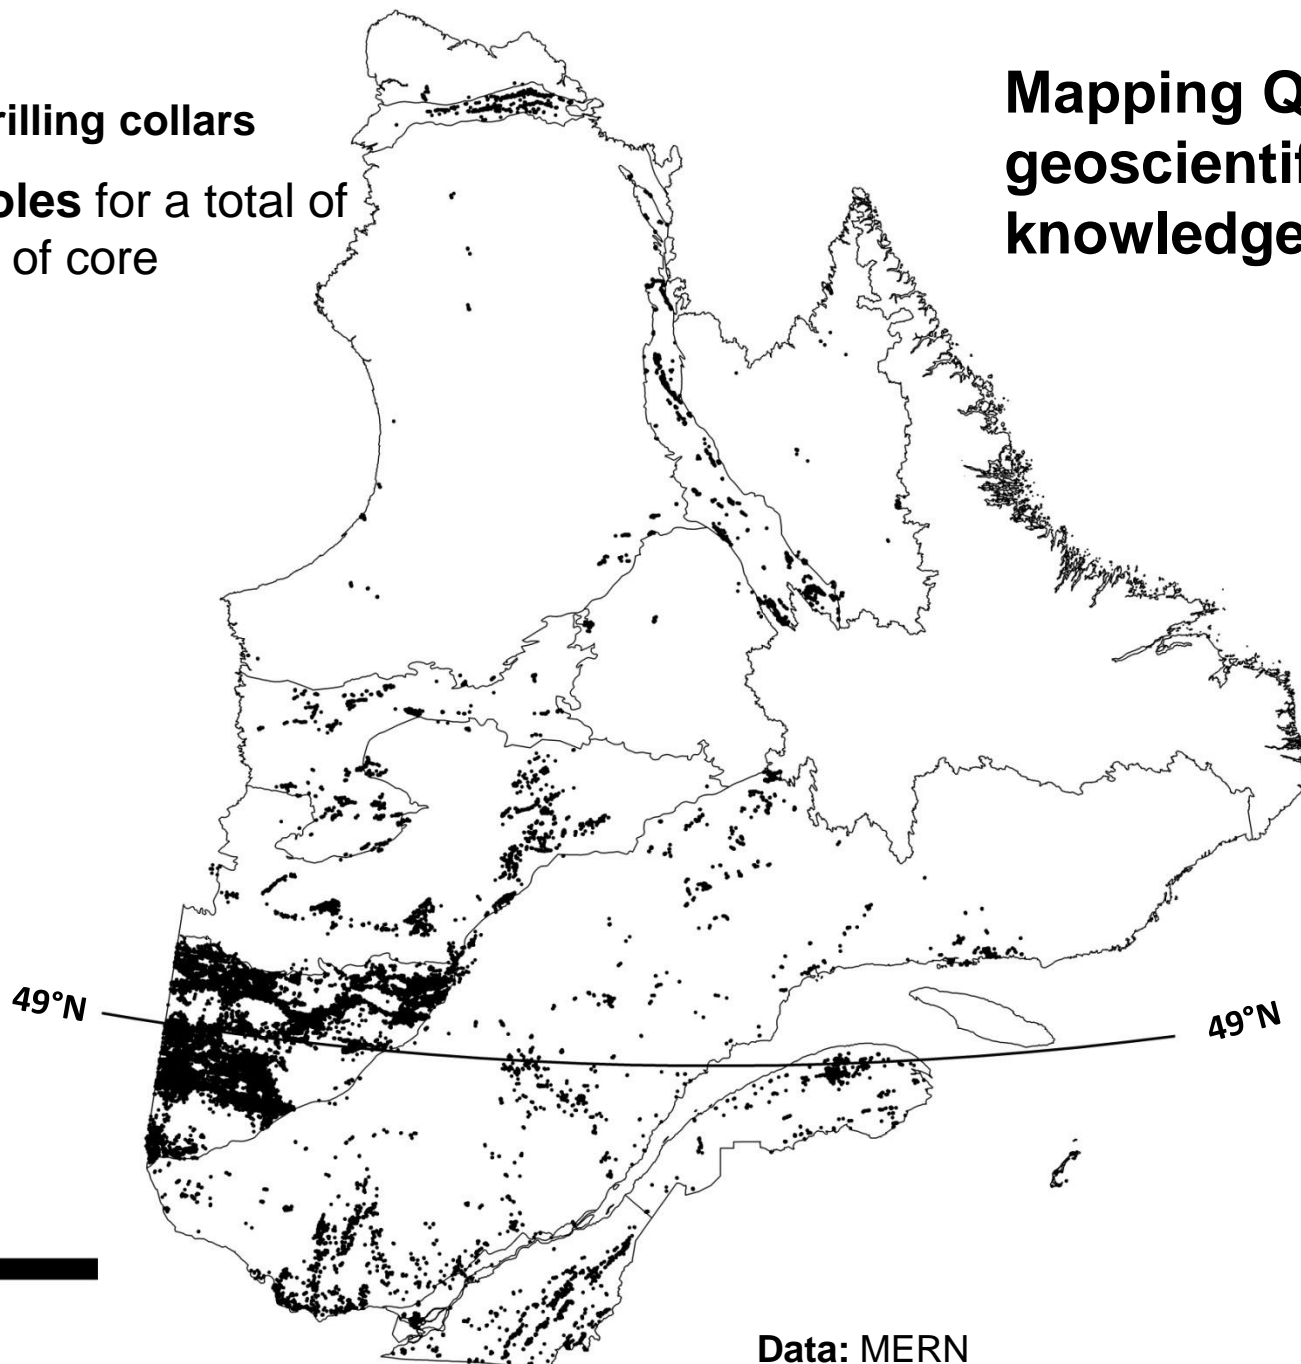 rilling collars
oles for a total of
of core
Mapping Q
geoscientif
knowledge
49°N
49°N
Data: MERN